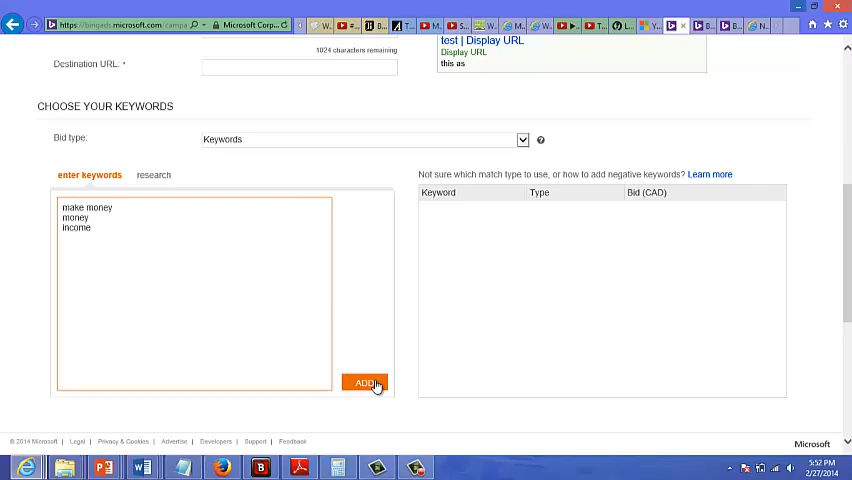 https://bingads.microsoft.com/campa
Microsoft Corp...
test | Display URL
1024 characters remaining
Display URL
Destination URL: *
this as
CHOOSE YOUR KEYWORDS
Bid type:
Keywords
enter keywords
research
Not sure which match type to use, or how to add negative keywords? Learn more
Keyword
Type
Bid (CAD)
make money
money
income
ADD
© 2014 Microsoft | Legal | Privacy & Cookies | Advertise | Developers | Support | Feedback
Microsoft
5:52 PM
2/27/2014